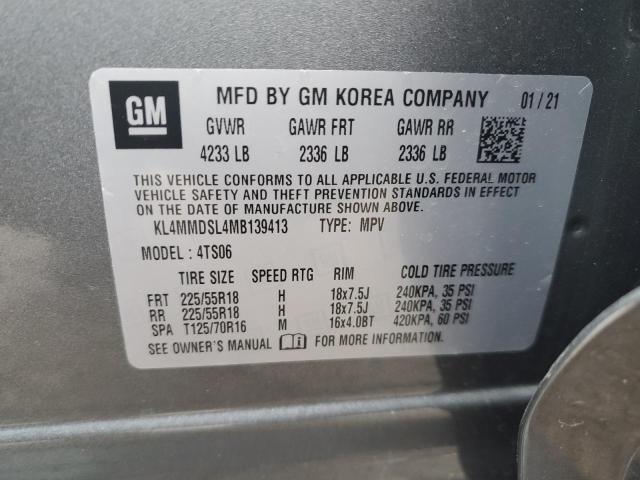 GM
MFD BY GM KOREA COMPANY 01 / 21
GVWR GAWR FRT GAWR RR
4233 LB 2336 LB 2336 LB
THIS VEHICLE CONFORMS TO ALL APPLICABLE U.S. FEDERAL MOTOR
VEHICLE SAFETY AND THEFT PREVENTION STANDARDS IN EFFECT
ON THE DATE OF MANUFACTURE SHOWN ABOVE.
KL4MMDSL4MB139413 TYPE: MPV
MODEL : 4TS06
TIRE SIZE SPEED RTG RIM COLD TIRE PRESSURE
FRT 225/55R18 H 18x7.5J 240KPA, 35 PSI
RR 225/55R18 H 18x7.5J 240KPA, 35 PSI
SPA T125/70R16 M 16x4.0BT 420KPA, 60 PSI
SEE OWNER'S MANUAL FOR MORE INFORMATION.